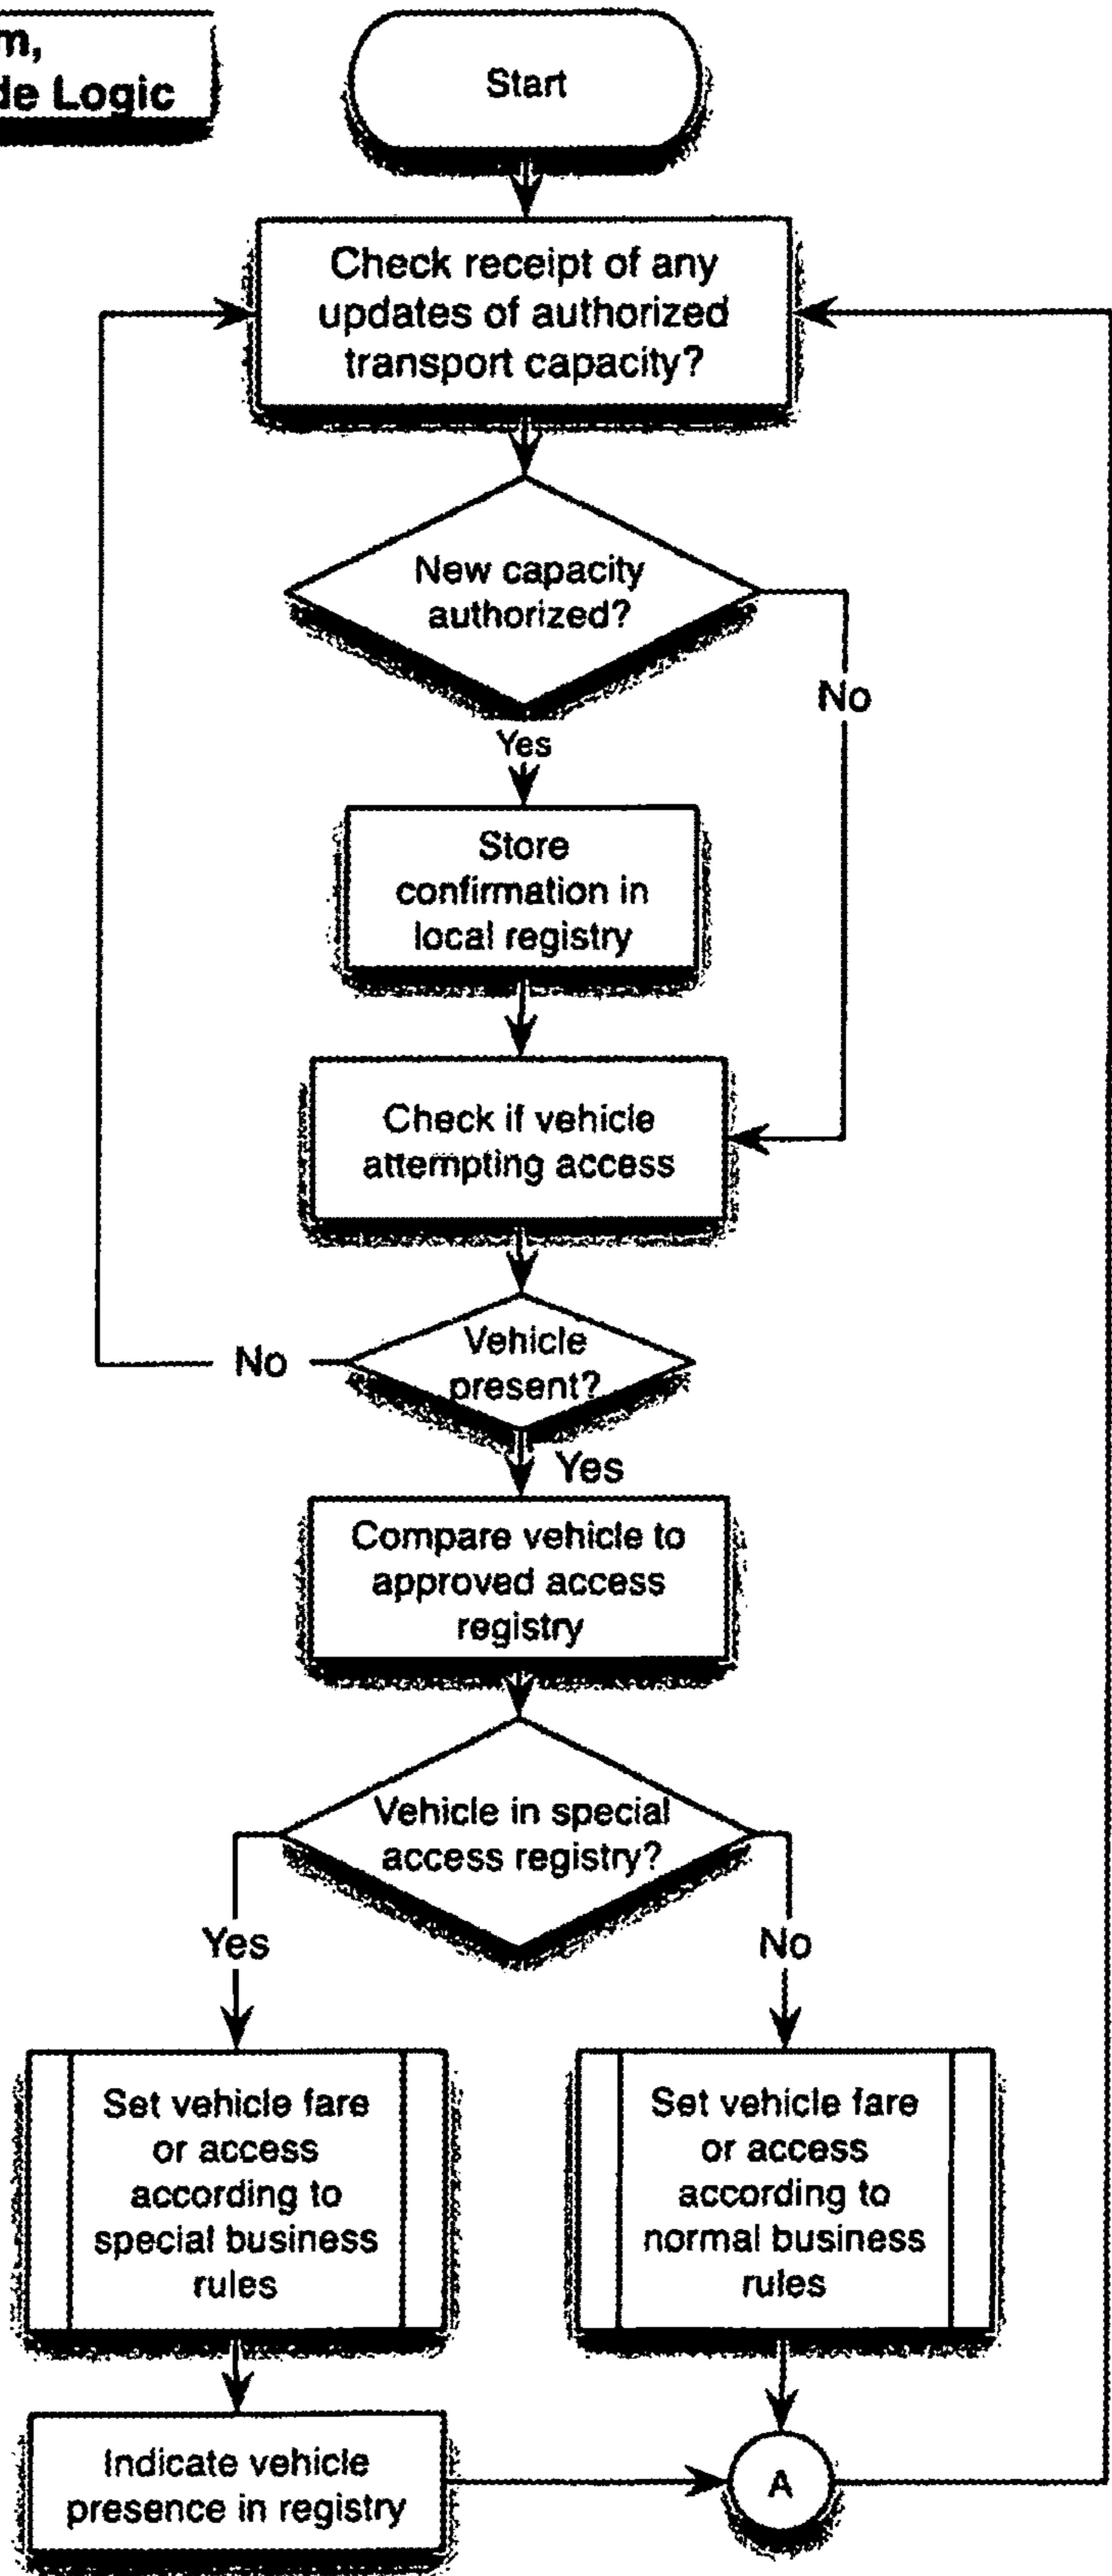 m,
de Logic
Start
Check receipt of any
updates of authorized
transport capacity?
New capacity
authorized?
No
Yes
Store
confirmation in
local registry
Check if vehicle
attempting access
Vehicle
present?
No
Yes
Compare vehicle to
approved access
registry
Vehicle in special
access registry?
Yes
No
Set vehicle fare
or access
according to
special business
rules
Set vehicle fare
or access
according to
normal business
rules
Indicate vehicle
presence in registry
A